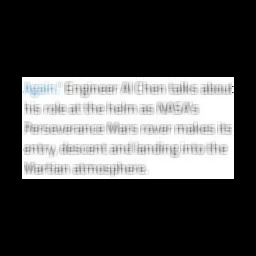 Again.' Engineer Al Chen talks about
his role at the helm as NASA's
Perseverance Mars rover makes its
entry, descent and landing into the
Martian atmosphere.